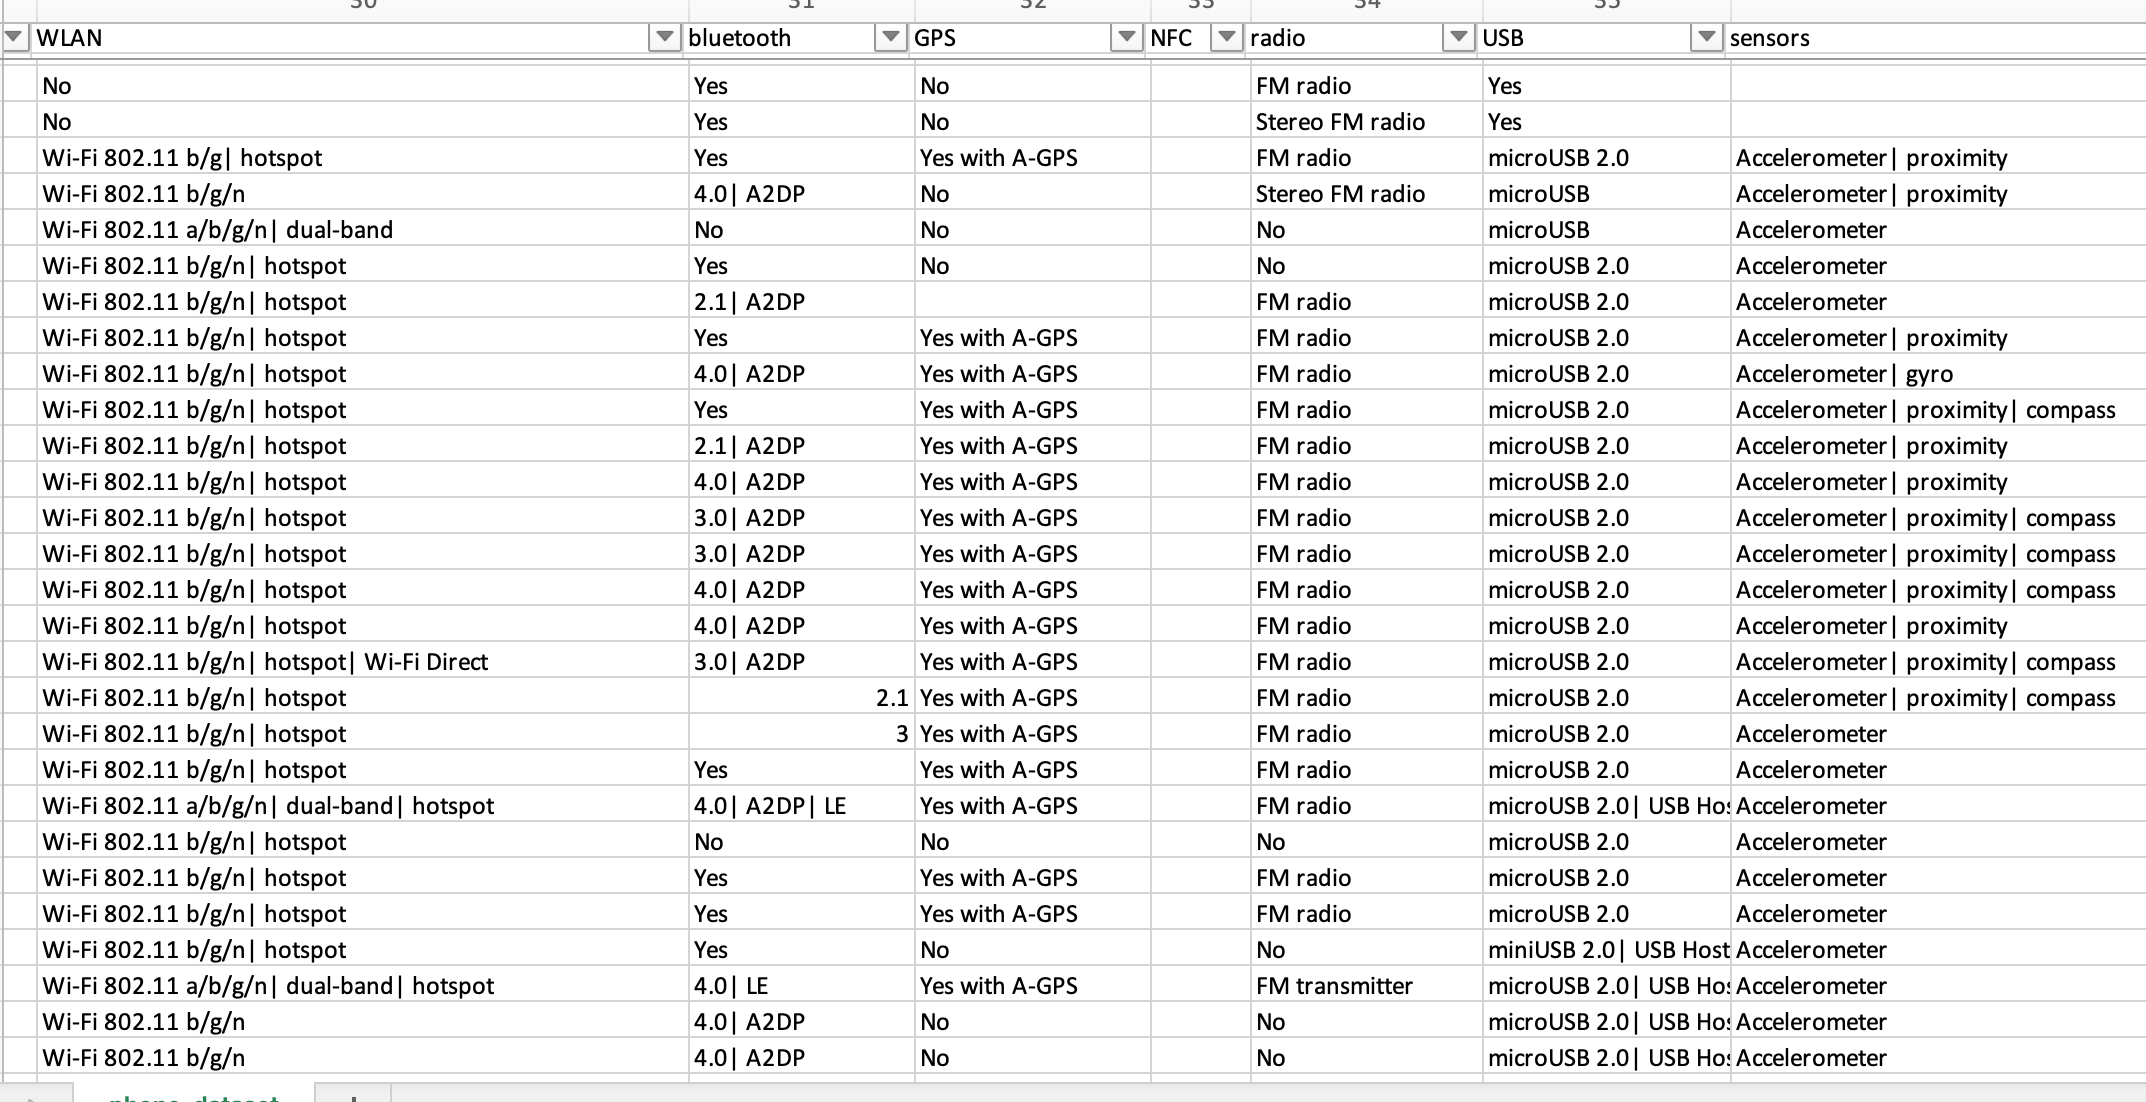 WLAN bluetooth GPS NFC radio USB sensors
No Yes No FM radio Yes
No Yes No Stereo FM radio Yes
Wi-Fi 802.11 b/g| hotspot Yes Yes with A-GPS FM radio microUSB 2.0 Accelerometer| proximity
Wi-Fi 802.11 b/g/n 4.0| A2DP No Stereo FM radio microUSB Accelerometer| proximity
Wi-Fi 802.11 a/b/g/n| dual-band No No No microUSB Accelerometer
Wi-Fi 802.11 b/g/n| hotspot Yes No No microUSB 2.0 Accelerometer
Wi-Fi 802.11 b/g/n| hotspot 2.1| A2DP FM radio microUSB 2.0 Accelerometer
Wi-Fi 802.11 b/g/n| hotspot Yes Yes with A-GPS FM radio microUSB 2.0 Accelerometer| proximity
Wi-Fi 802.11 b/g/n| hotspot 4.0| A2DP Yes with A-GPS FM radio microUSB 2.0 Accelerometer| gyro
Wi-Fi 802.11 b/g/n| hotspot Yes Yes with A-GPS FM radio microUSB 2.0 Accelerometer| proximity| compass
Wi-Fi 802.11 b/g/n| hotspot 2.1| A2DP Yes with A-GPS FM radio microUSB 2.0 Accelerometer| proximity
Wi-Fi 802.11 b/g/n| hotspot 4.0| A2DP Yes with A-GPS FM radio microUSB 2.0 Accelerometer| proximity
Wi-Fi 802.11 b/g/n| hotspot 3.0| A2DP Yes with A-GPS FM radio microUSB 2.0 Accelerometer| proximity| compass
Wi-Fi 802.11 b/g/n| hotspot 3.0| A2DP Yes with A-GPS FM radio microUSB 2.0 Accelerometer| proximity| compass
Wi-Fi 802.11 b/g/n| hotspot 4.0| A2DP Yes with A-GPS FM radio microUSB 2.0 Accelerometer| proximity| compass
Wi-Fi 802.11 b/g/n| hotspot 4.0| A2DP Yes with A-GPS FM radio microUSB 2.0 Accelerometer| proximity
Wi-Fi 802.11 b/g/n| hotspot| Wi-Fi Direct 3.0| A2DP Yes with A-GPS FM radio microUSB 2.0 Accelerometer| proximity| compass
Wi-Fi 802.11 b/g/n| hotspot 2.1 Yes with A-GPS FM radio microUSB 2.0 Accelerometer| proximity| compass
Wi-Fi 802.11 b/g/n| hotspot 3 Yes with A-GPS FM radio microUSB 2.0 Accelerometer
Wi-Fi 802.11 b/g/n| hotspot Yes Yes with A-GPS FM radio microUSB 2.0 Accelerometer
Wi-Fi 802.11 a/b/g/n| dual-band| hotspot 4.0| A2DP| LE Yes with A-GPS FM radio microUSB 2.0| USB Hos Accelerometer
Wi-Fi 802.11 b/g/n| hotspot No No No microUSB 2.0 Accelerometer
Wi-Fi 802.11 b/g/n| hotspot Yes Yes with A-GPS FM radio microUSB 2.0 Accelerometer
Wi-Fi 802.11 b/g/n| hotspot Yes Yes with A-GPS FM radio microUSB 2.0 Accelerometer
Wi-Fi 802.11 b/g/n| hotspot Yes No No miniUSB 2.0| USB Host Accelerometer
Wi-Fi 802.11 a/b/g/n| dual-band| hotspot 4.0| LE Yes with A-GPS FM transmitter microUSB 2.0| USB Hos Accelerometer
Wi-Fi 802.11 b/g/n 4.0| A2DP No No microUSB 2.0| USB Hos Accelerometer
Wi-Fi 802.11 b/g/n 4.0| A2DP No No microUSB 2.0| USB Hos Accelerometer